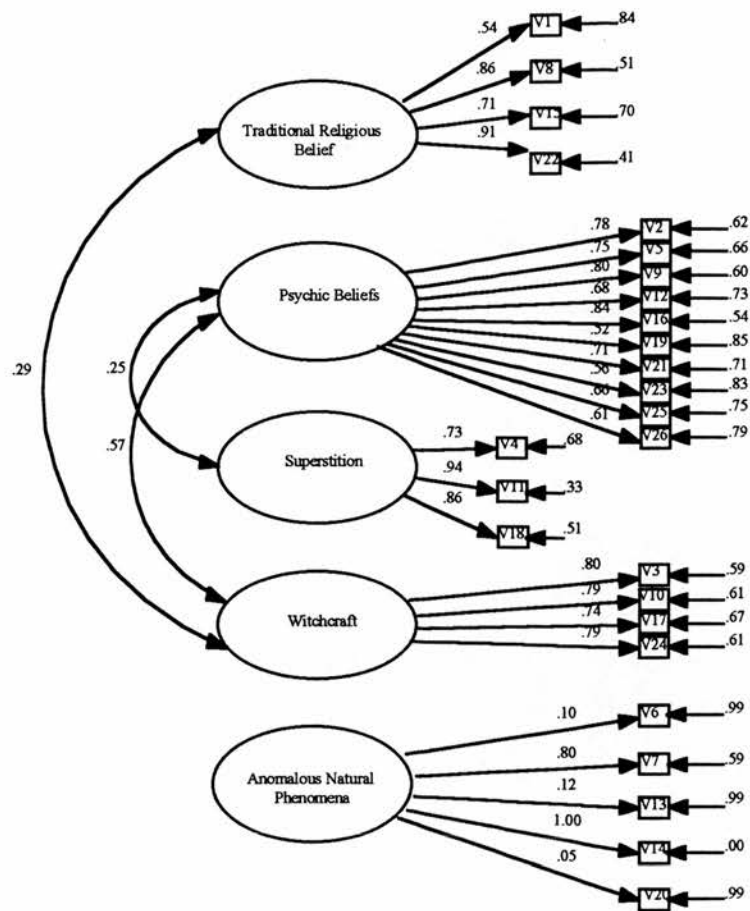 .54
V1
.84
.86
V8
.51
Traditional Religious
Belief
.71
V15
.70
.91
V22
.41
.78
V2
.62
.75
V5
.66
.80
V9
.60
Psychic Beliefs
.68
V12
.73
.84
V16
.54
.52
V19
.85
.71
V21
.71
.56
V23
.83
.66
V25
.75
.61
V26
.79
.29
.25
.57
Superstition
.73
V4
.68
.94
V11
.33
.86
V18
.51
Witchcraft
.80
V3
.59
.79
V10
.61
.74
V17
.67
.79
V24
.61
Anomalous Natural
Phenomena
.10
V6
.99
.80
V7
.59
.12
V13
.99
1.00
V14
.00
.05
V20
.99